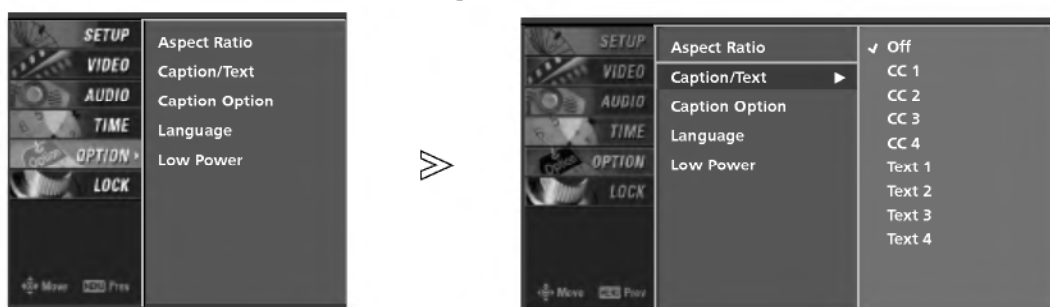 SETUP
VIDEO
AUDIO
TIME
OPTION
LOCK
Move MENU Prev
Aspect Ratio
Caption/Text
Caption Option
Language
Low Power
SETUP
VIDEO
AUDIO
TIME
OPTION
LOCK
Move MENU Prev
Aspect Ratio
Caption/Text
Caption Option
Language
Low Power
Off
CC 1
CC 2
CC 3
CC 4
Text 1
Text 2
Text 3
Text 4